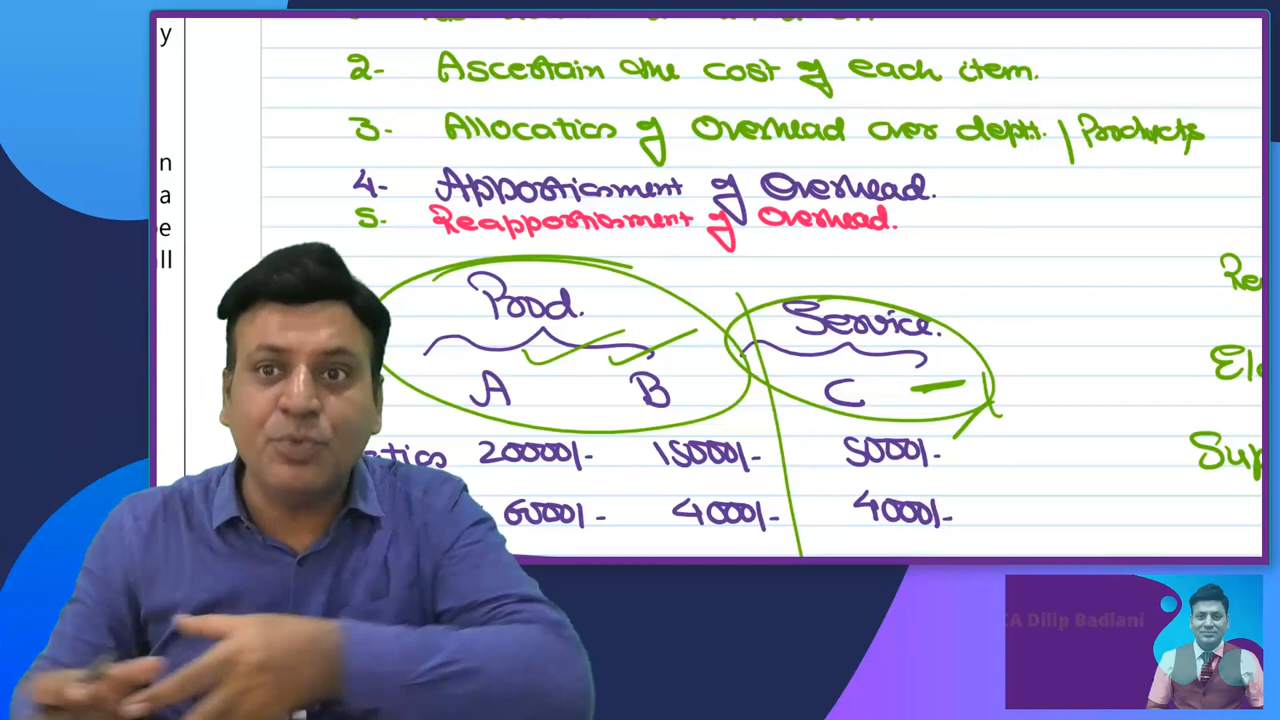 y
2- Ascertain the cost of each item.
3- Allocation of Overhead over deptt. / Products
n
a
4- Apportionment of Overhead.
5- Reapportionment of Overhead.
e
ll
Prod. Service.
A B C -
20000/- 15000/- 5000/-
6000/- 4000/- 4000/-
CA Dilip Badlani